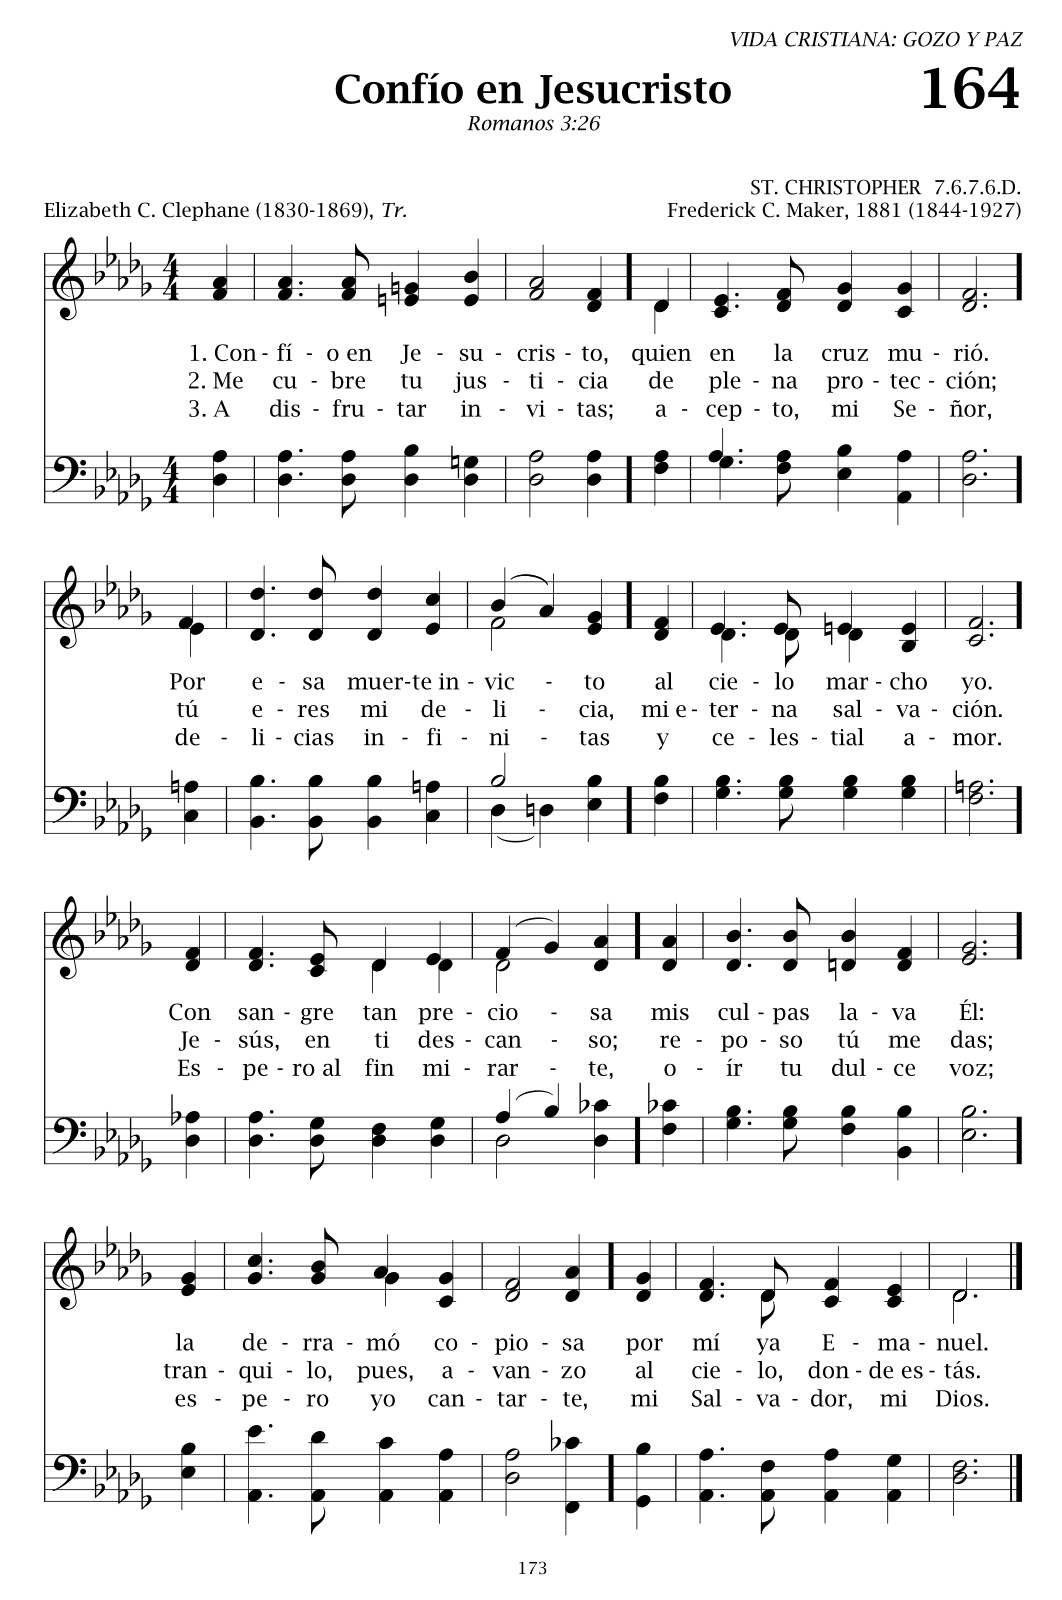 VIDA CRISTIANA: GOZO Y PAZ
Confío en Jesucristo 164
Romanos 3:26
ST. CHRISTOPHER 7.6.7.6.D.
Elizabeth C. Clephane (1830-1869), Tr. Frederick C. Maker, 1881 (1844-1927)
4 4
1. Con - fí - o en Je - su - cris - to, quien en la cruz mu - rió.
2. Me cu - bre tu jus - ti - cia de ple - na pro - tec - ción;
3. A dis - fru - tar in - vi - tas; a - cep - to, mi Se - ñor,
4 4
Por e - sa muer - te in - vic - to al cie - lo mar - cho yo.
tú e - res mi de - li - cia, mi e - ter - na sal - va - ción.
de - li - cias in - fi - ni - tas y ce - les - tial a - mor.
Con san - gre tan pre - cio - sa mis cul - pas la - va Él:
Je - sús, en ti des - can - so; re - po - so tú me das;
Es - pe - ro al fin mi - rar - te, o - ír tu dul - ce voz;
la de - rra - mó co - pio - sa por mí ya E - ma - nuel.
tran - qui - lo, pues, a - van - zo al cie - lo, don - de es - tás.
es - pe - ro yo can - tar - te, mi Sal - va - dor, mi Dios.
173